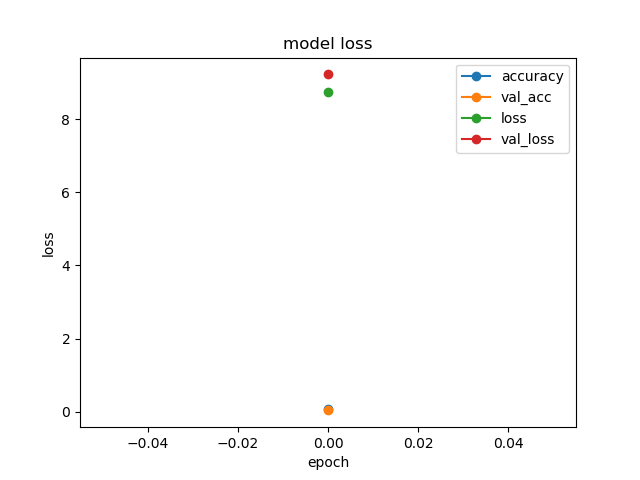 model loss
accuracy
val_acc
loss
val_loss
8
6
4
2
0
loss
−0.04
−0.02
0.00
0.02
0.04
epoch